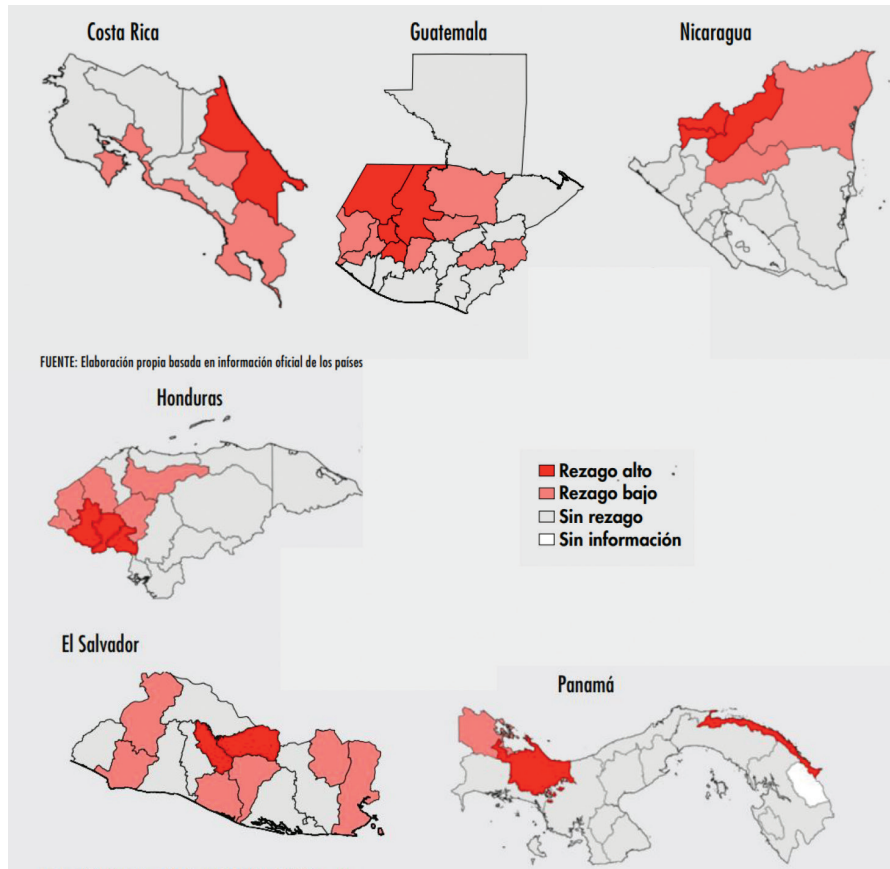 Costa Rica
Guatemala
Nicaragua
FUENTE: Elaboración propia basada en información oficial de los países
Honduras
Rezago alto
Rezago bajo
Sin rezago
Sin información
El Salvador
Panamá